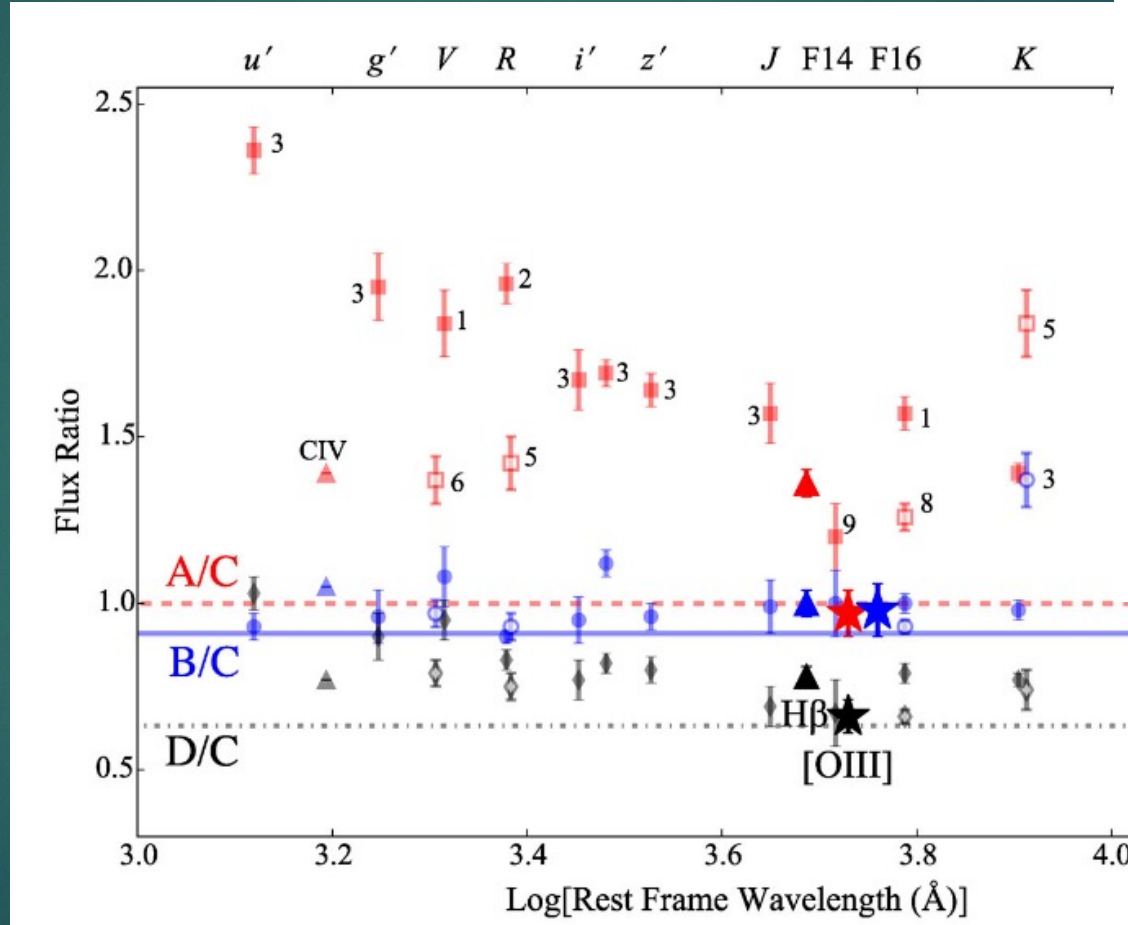 u′ g′ V R i′ z′ J F14 F16 K
2.5
3
2.0
3
1
2
3
3
3
3
1
5
Flux Ratio
1.5
CIV
6
5
9
8
3
A/C
1.0
B/C
Hβ
D/C
[OIII]
0.5
3.0 3.2 3.4 3.6 3.8 4.0
Log[Rest Frame Wavelength (Å)]